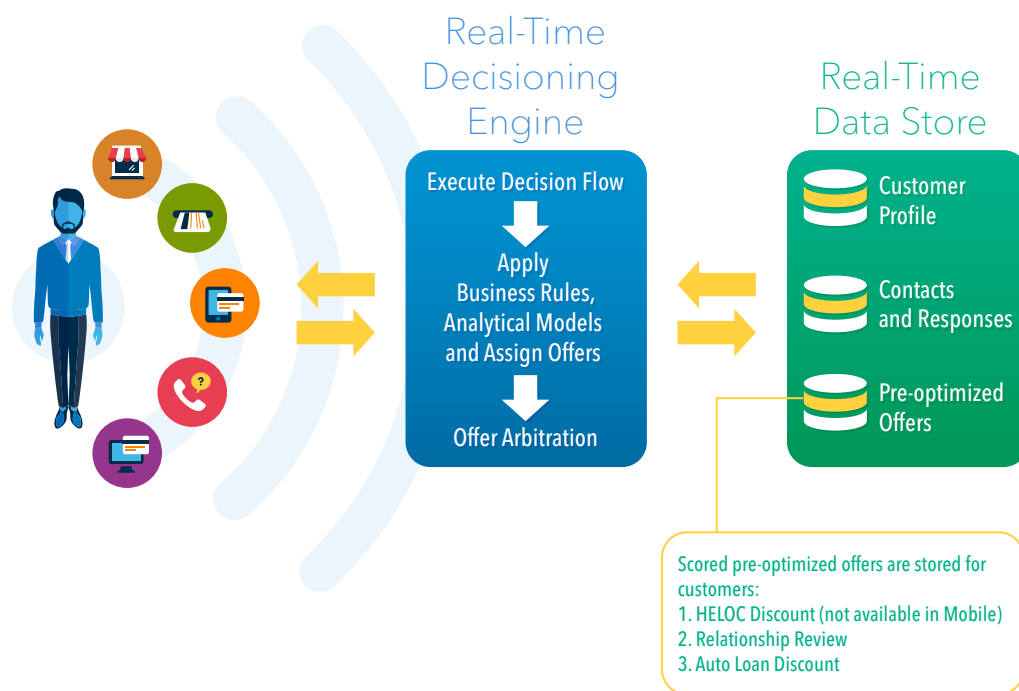 Real-Time
Decisioning
Engine
Execute Decision Flow
Apply
Business Rules,
Analytical Models
and Assign Offers
Offer Arbitration
Real-Time
Data Store
Customer
Profile
Contacts
and Responses
Pre-optimized
Offers
?
Scored pre-optimized offers are stored for
customers:
1. HELOC Discount (not available in Mobile)
2. Relationship Review
3. Auto Loan Discount